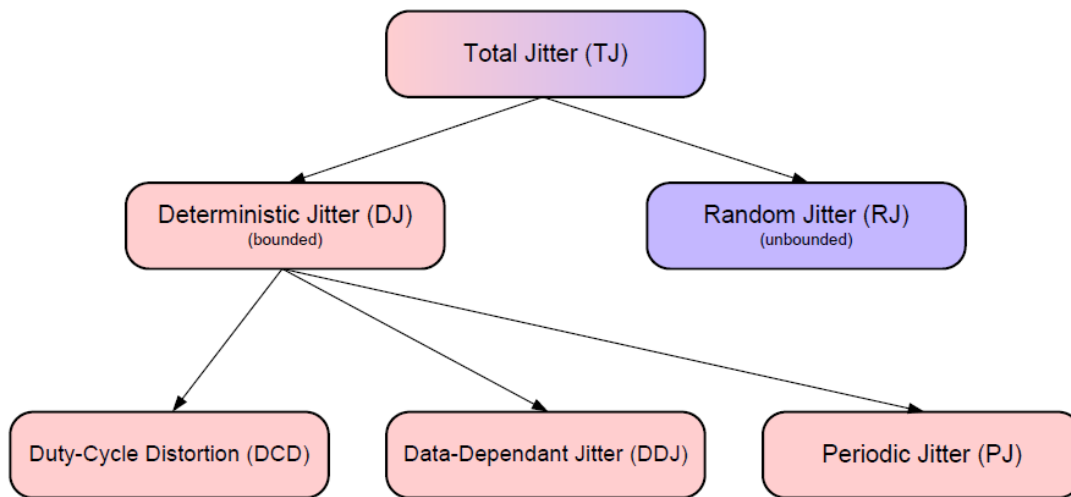 Total Jitter (TJ)
Deterministic Jitter (DJ)
(bounded)
Random Jitter (RJ)
(unbounded)
Duty-Cycle Distortion (DCD)
Data-Dependant Jitter (DDJ)
Periodic Jitter (PJ)